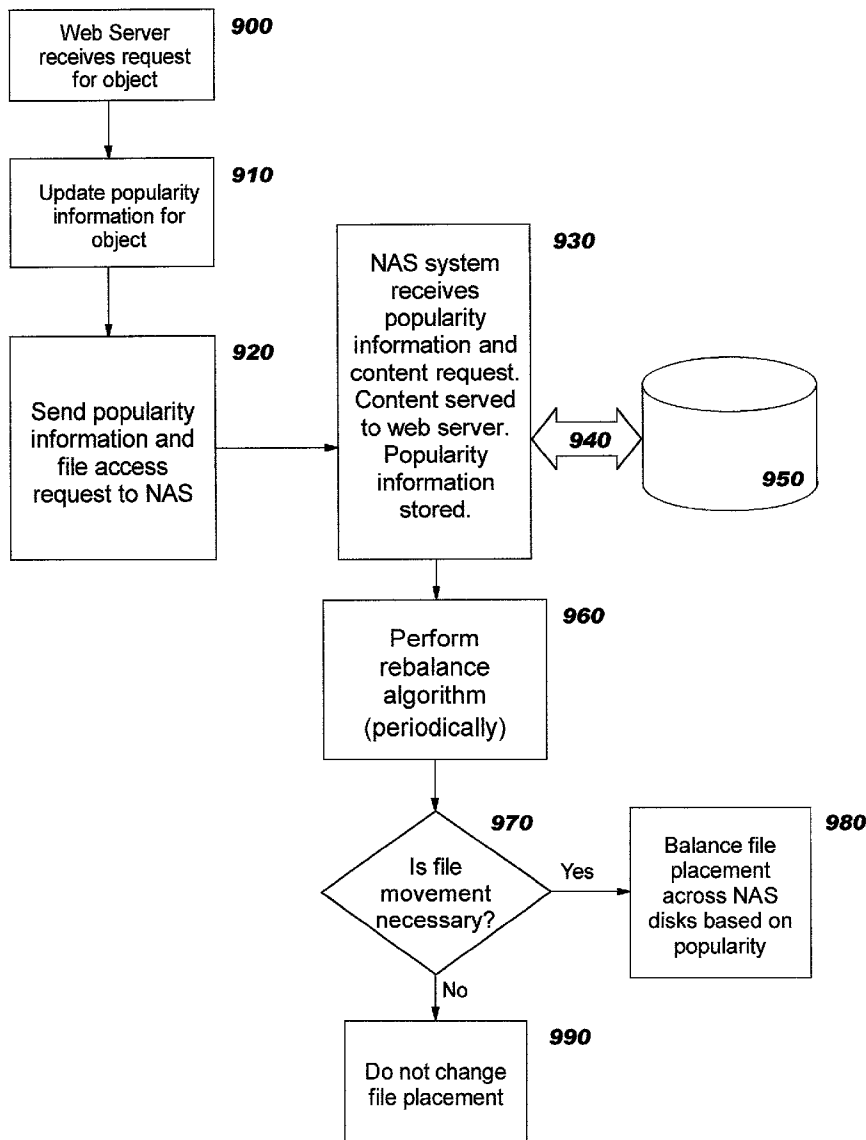 Web Server
receives request
for object
900
Update popularity
information for
object
910
Send popularity
information and
file access
request to NAS
920
NAS system
receives
popularity
information and
content request.
Content served
to web server.
Popularity
information
stored.
930
940
950
Perform
rebalance
algorithm
(periodically)
960
Is file
movement
necessary?
970
Yes
Balance file
placement
across NAS
disks based on
popularity
980
No
Do not change
file placement
990